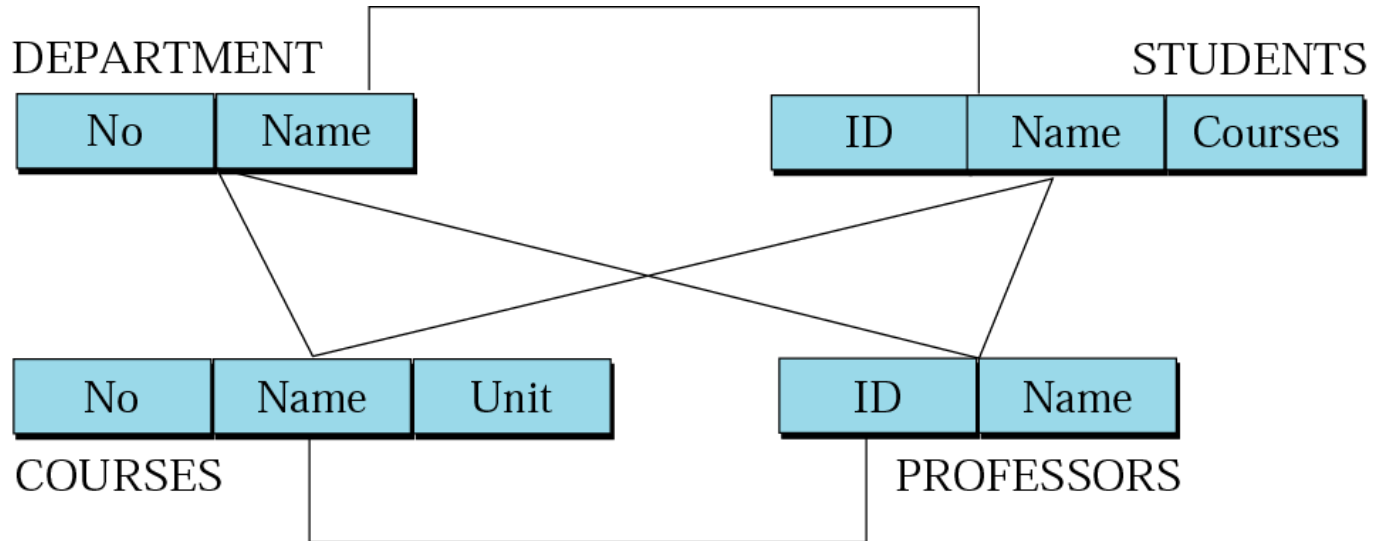 DEPARTMENT STUDENTS
No Name ID Name Courses
No Name Unit ID Name
COURSES PROFESSORS